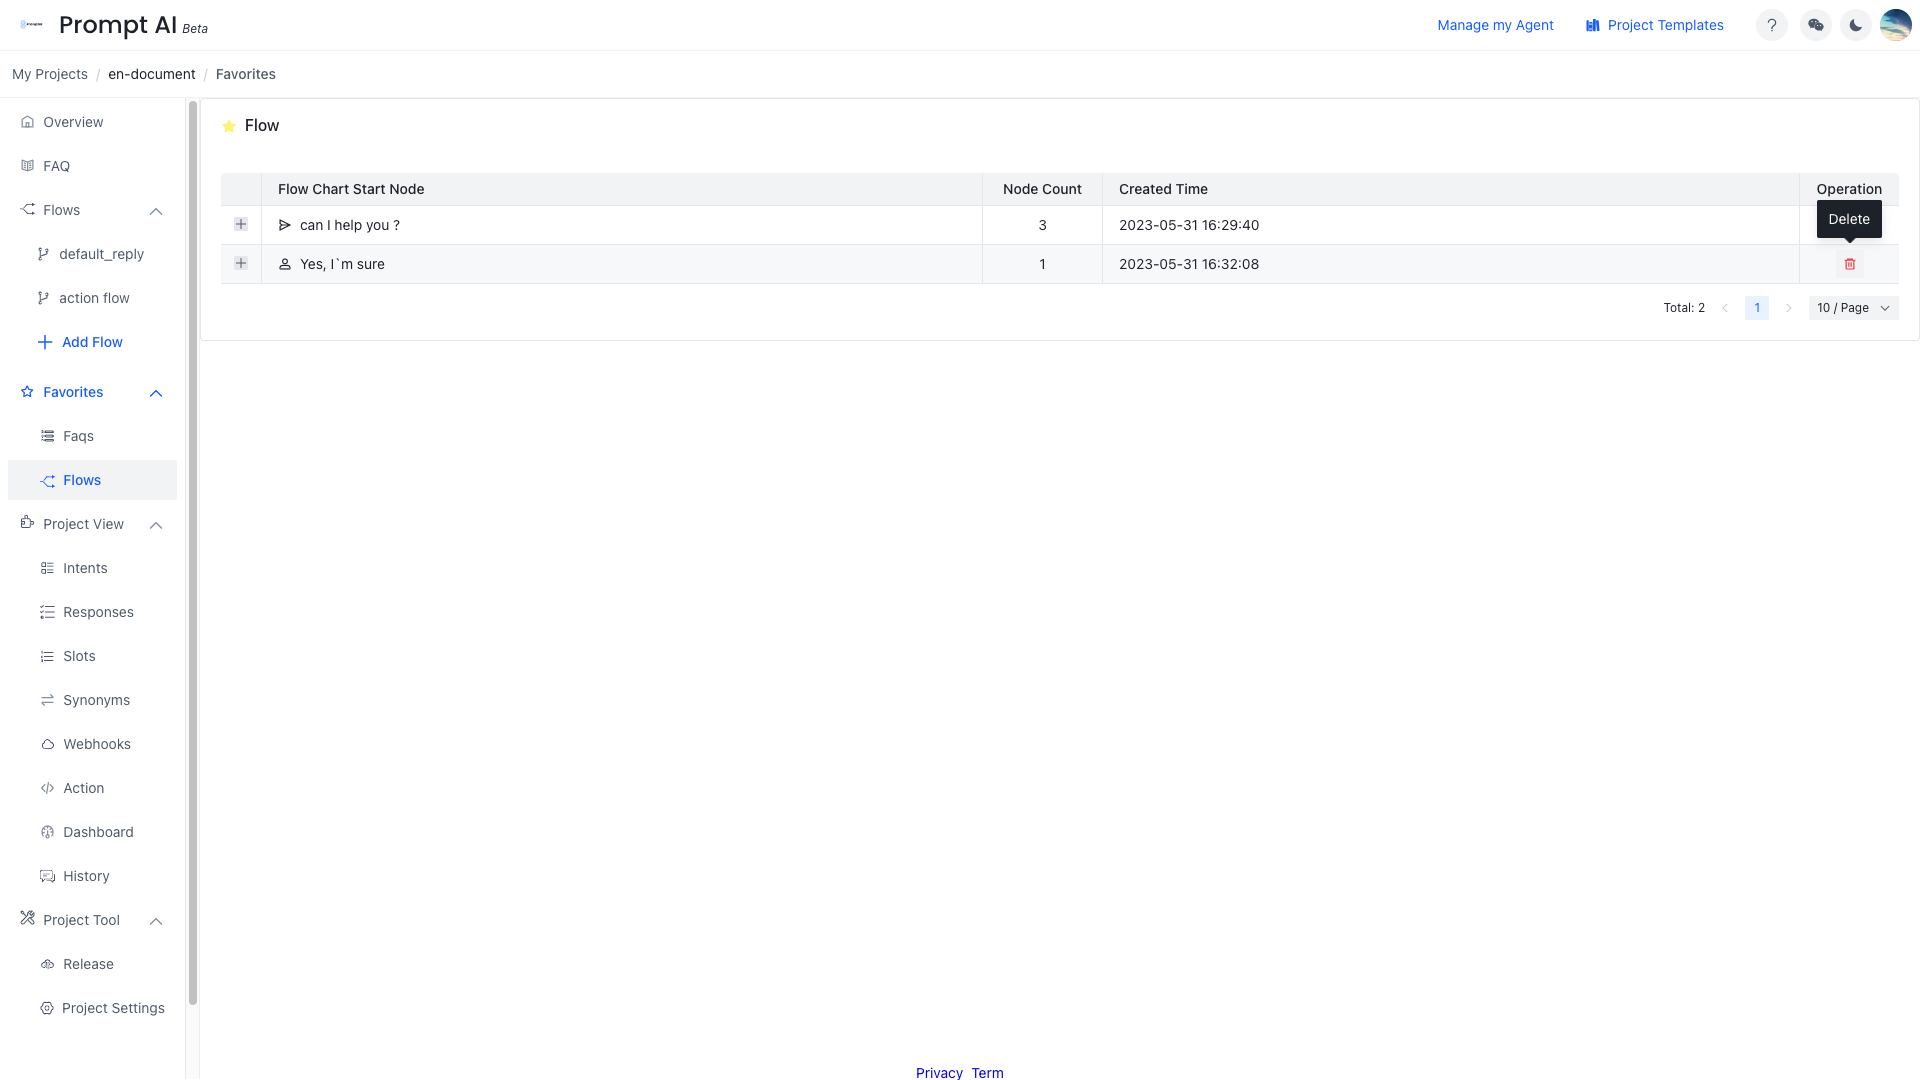 Prompt AI Beta
Manage my Agent
Project Templates
My Projects / en-document / Favorites
Overview
FAQ
Flows
default_reply
action flow
Add Flow
Favorites
Faqs
Flows
Project View
Intents
Responses
Slots
Synonyms
Webhooks
Action
Dashboard
History
Project Tool
Release
Project Settings
Flow
Flow Chart Start Node Node Count Created Time Operation
can I help you ? 3 2023-05-31 16:29:40
Delete
Yes, I`m sure 1 2023-05-31 16:32:08
Total: 2 1 10 / Page
Privacy Term